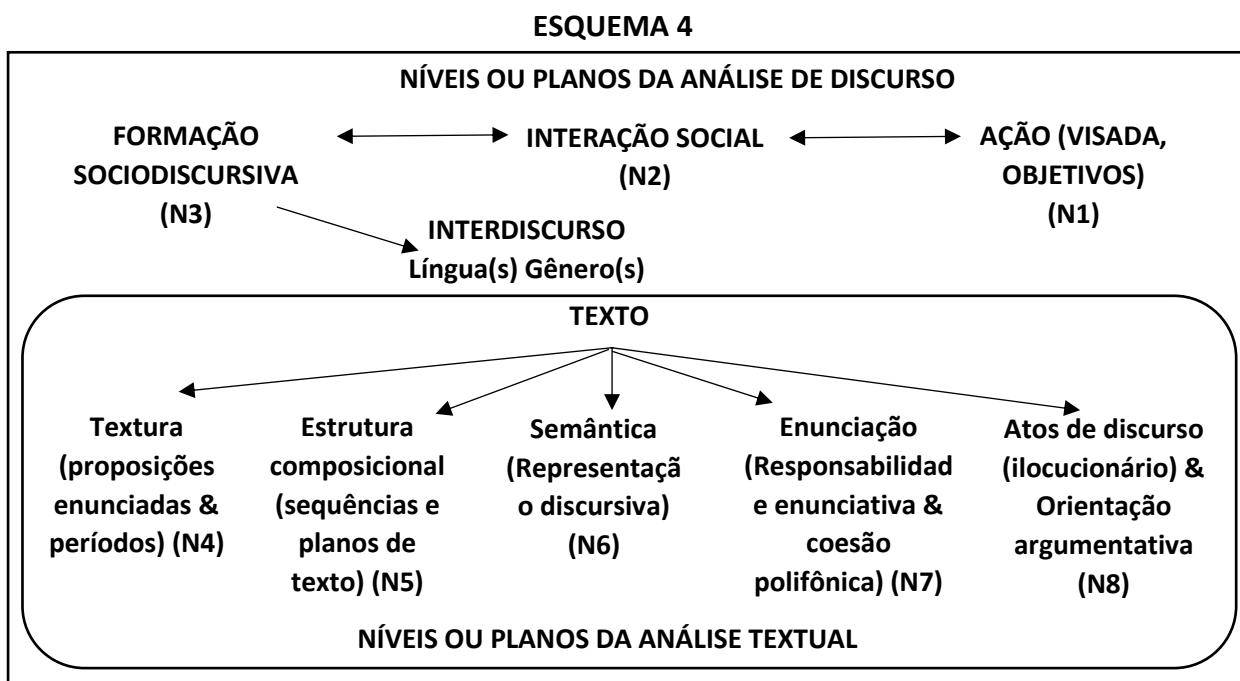 ESQUEMA 4
NÍVEIS OU PLANOS DA ANÁLISE DE DISCURSO
FORMAÇÃO
SOCIODISCURSIVA
(N3)
INTERAÇÃO SOCIAL
(N2)
AÇÃO (VISADA,
OBJETIVOS)
(N1)
INTERDISCURSO
Língua(s) Gênero(s)
TEXTO
Textura
(proposições
enunciadas &
períodos) (N4)
Estrutura
composicional
(sequências e
planos de
texto) (N5)
Semântica
(Representaçã
o discursiva)
(N6)
Enunciação
(Responsabilidad
e enunciativa &
coesão
polifônica) (N7)
Atos de discurso
(ilocucionário) &
Orientação
argumentativa
(N8)
NÍVEIS OU PLANOS DA ANÁLISE TEXTUAL